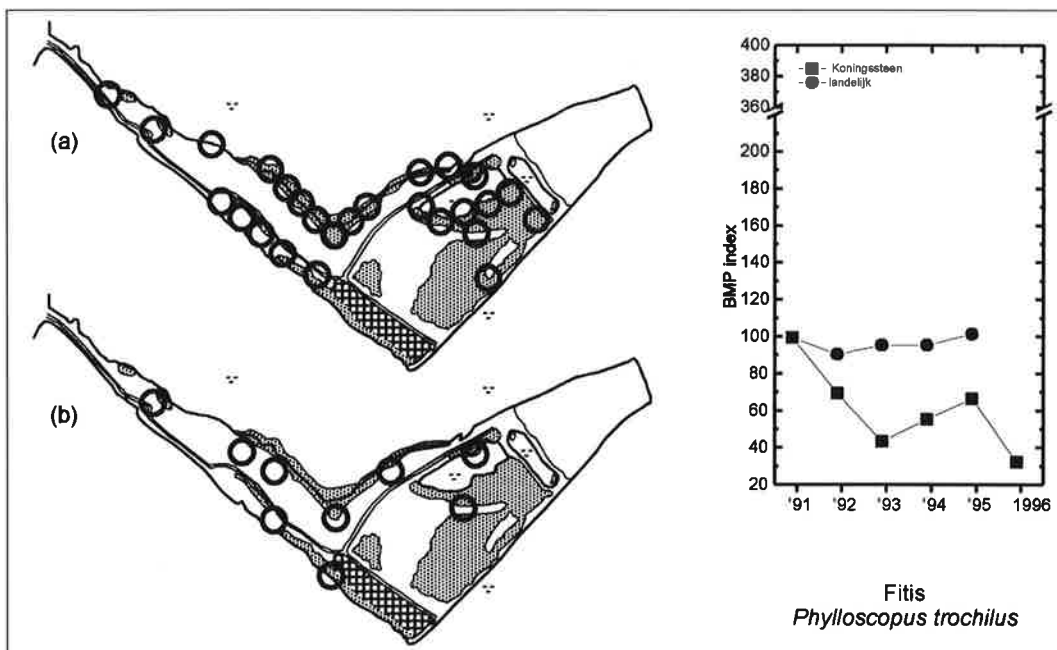 (a)
(b)
400
380
360
200
180
160
140
120
100
80
60
40
20
BMP index
Koningssteen
landelijk
'91 '92 '93 '94 '95 1996
Fitis
Phylloscopus trochilus